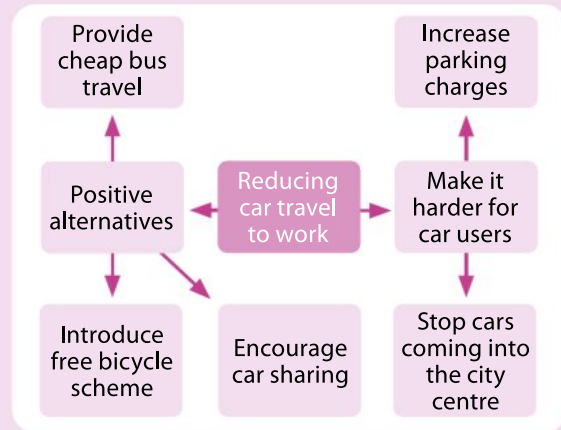 Provide
cheap bus
travel
Increase
parking
charges
Positive
alternatives
Reducing
car travel
to work
Make it
harder for
car users
Introduce
free bicycle
scheme
Encourage
car sharing
Stop cars
coming into
the city
centre